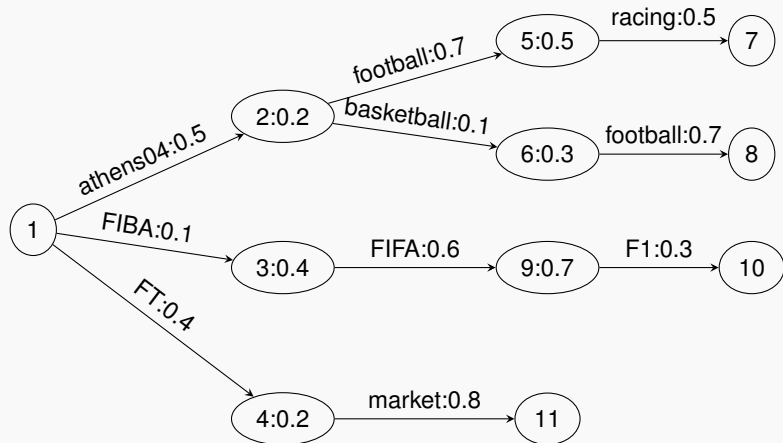 racing:0.5
5:0.5
7
football:0.7
2:0.2
basketball:0.1
6:0.3
football:0.7
8
athens04:0.5
1
FIBA:0.1
3:0.4
FIFA:0.6
9:0.7
F1:0.3
10
FT:0.4
4:0.2
market:0.8
11